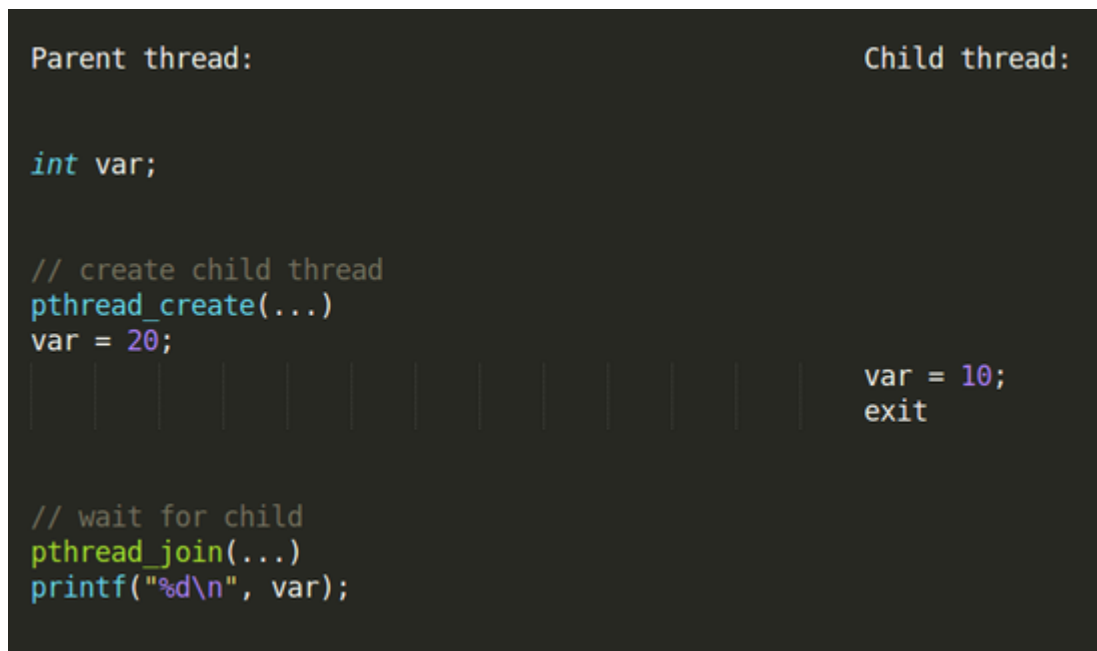 Parent thread: Child thread:
int var;
// create child thread
pthread_create(...)
var = 20;
var = 10;
exit
// wait for child
pthread_join(...)
printf("%d\n", var);